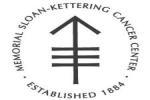 MEMORIAL SLOAN-KETTERING CANCER CENTER
· ESTABLISHED 1884 ·